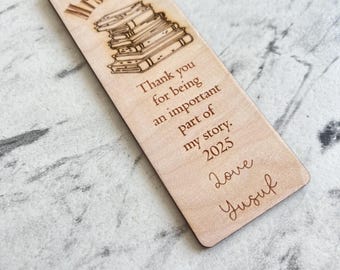 Thank you
for being
an important
part of
my story.
2025
Love
Yusuf